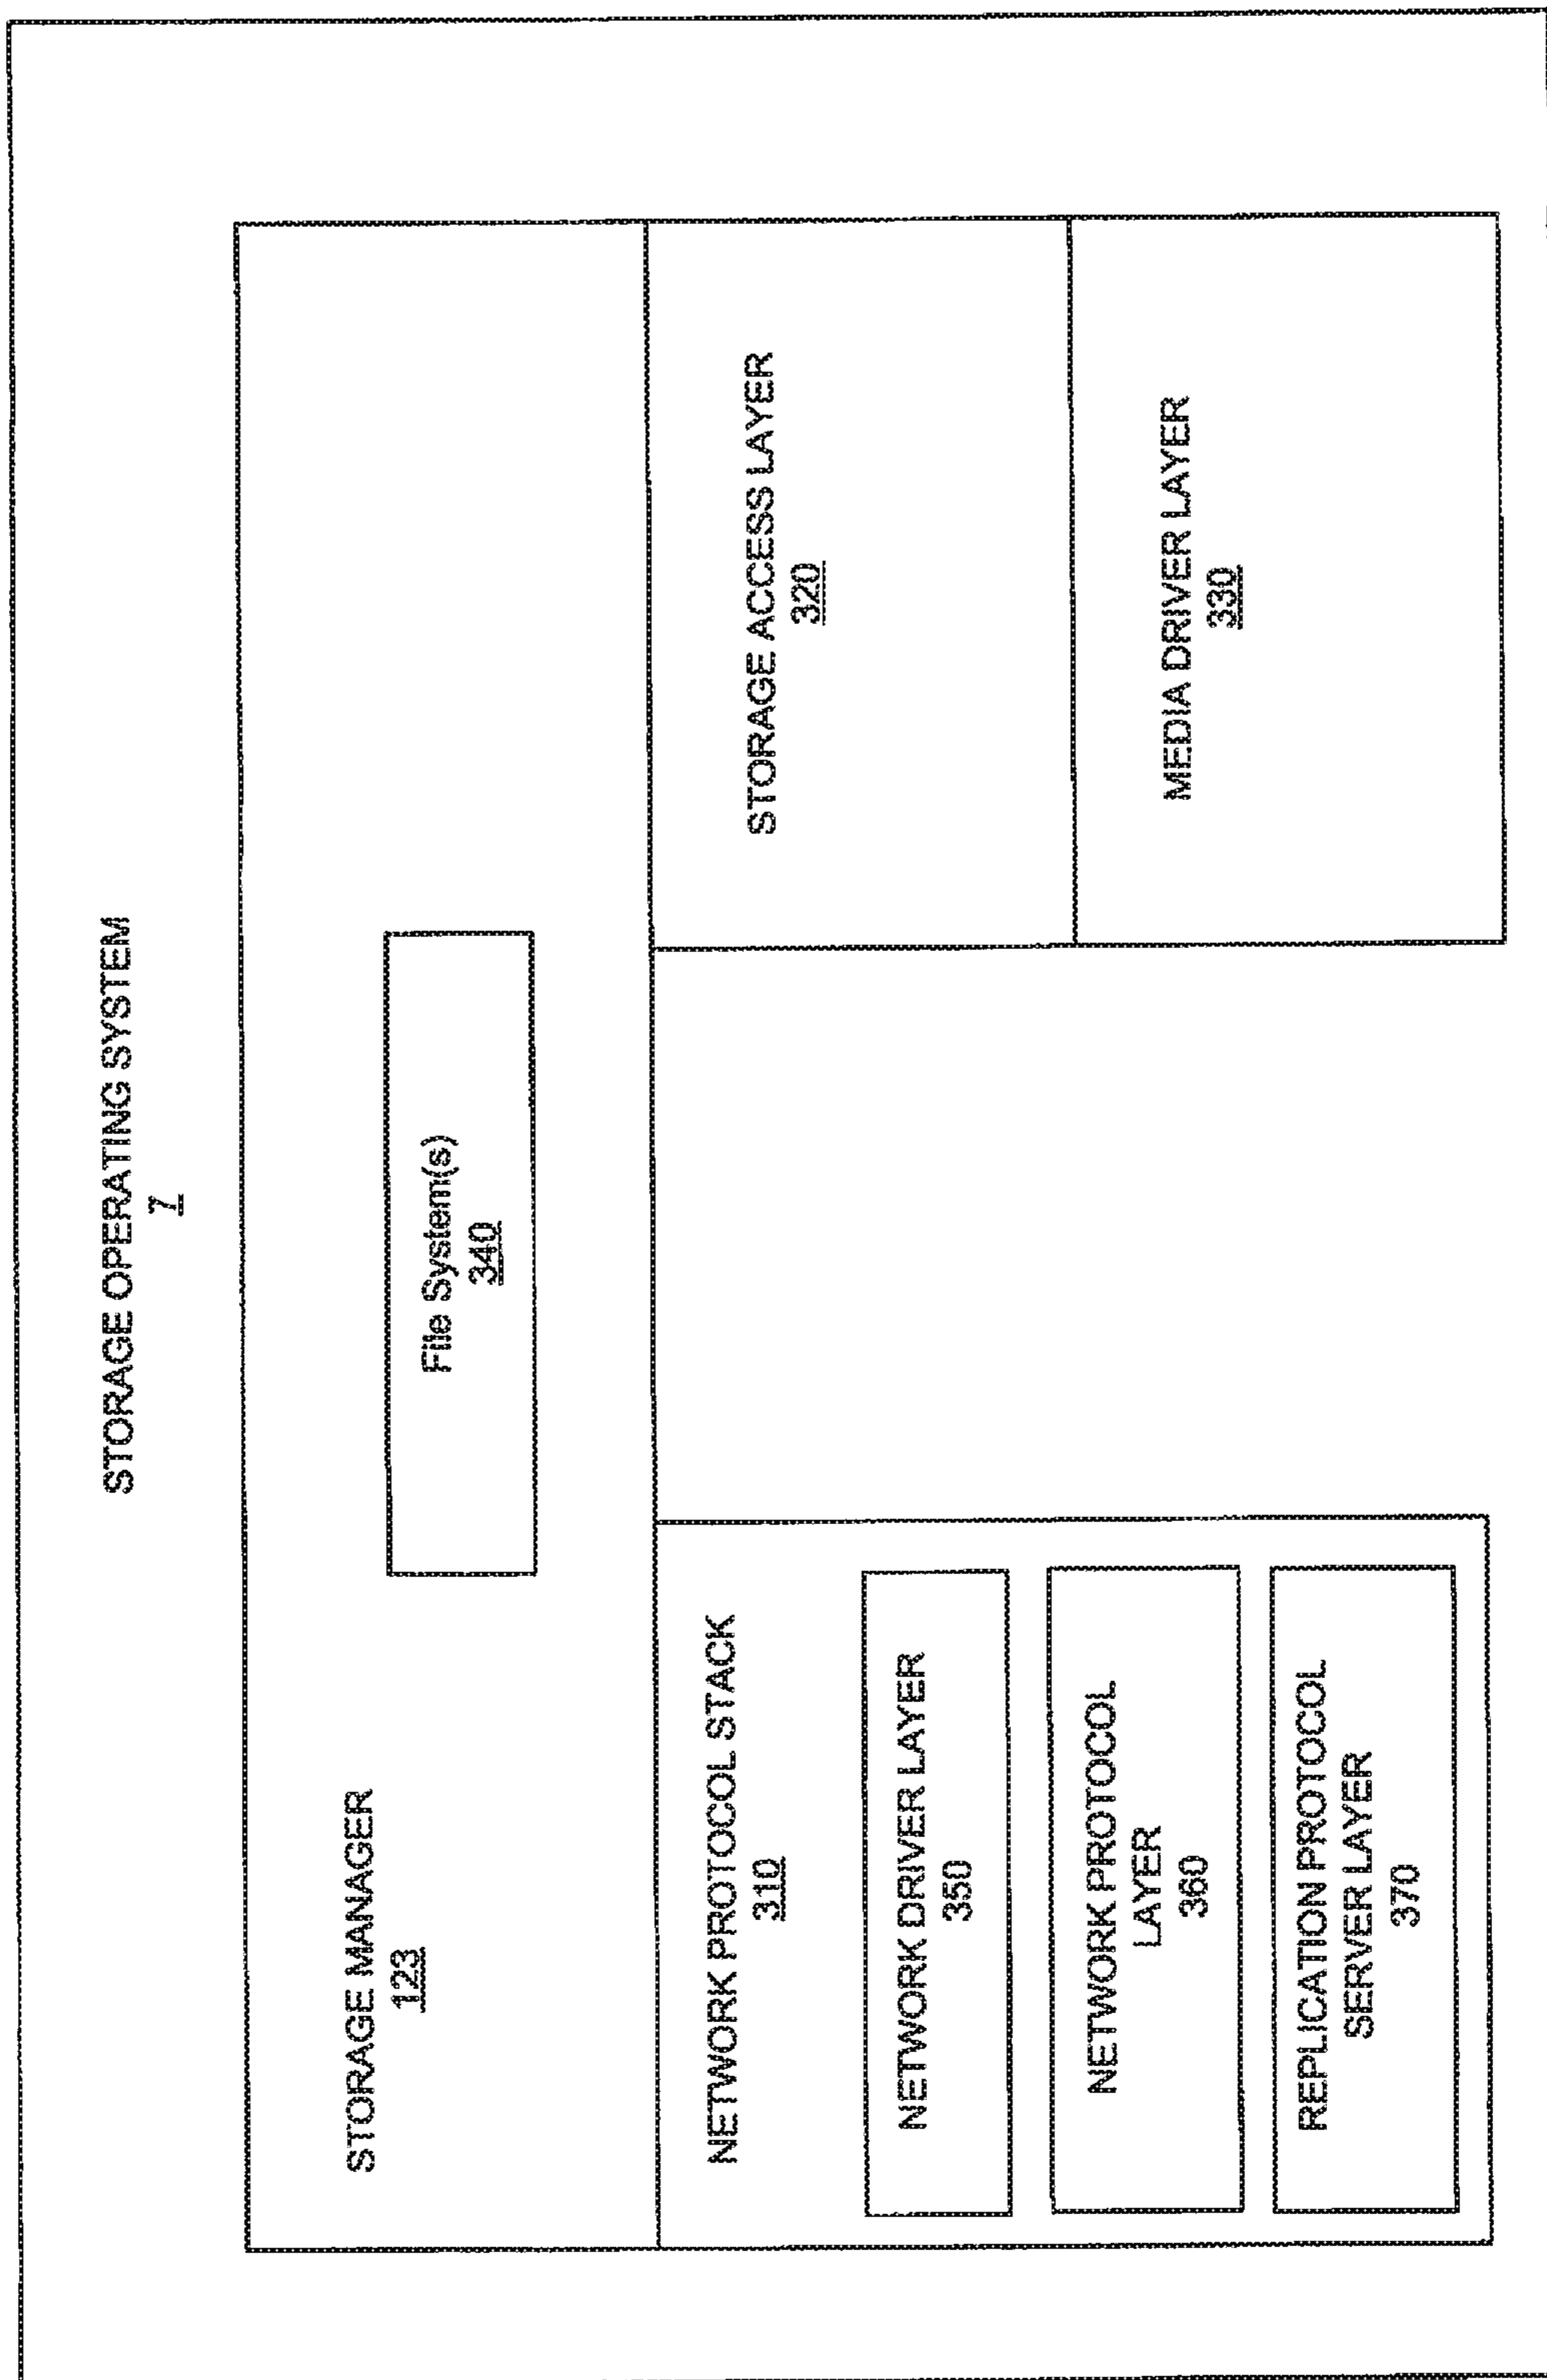 STORAGE OPERATING SYSTEM
7
STORAGE MANAGER
123
File System(s)
340
NETWORK PROTOCOL STACK
310
NETWORK DRIVER LAYER
350
NETWORK PROTOCOL
LAYER
360
REPLICATION PROTOCOL
SERVER LAYER
370
STORAGE ACCESS LAYER
320
MEDIA DRIVER LAYER
330